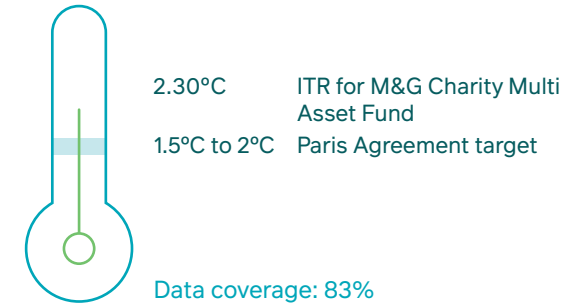 2.30°C ITR for M&G Charity Multi
Asset Fund
1.5°C to 2°C Paris Agreement target
Data coverage: 83%